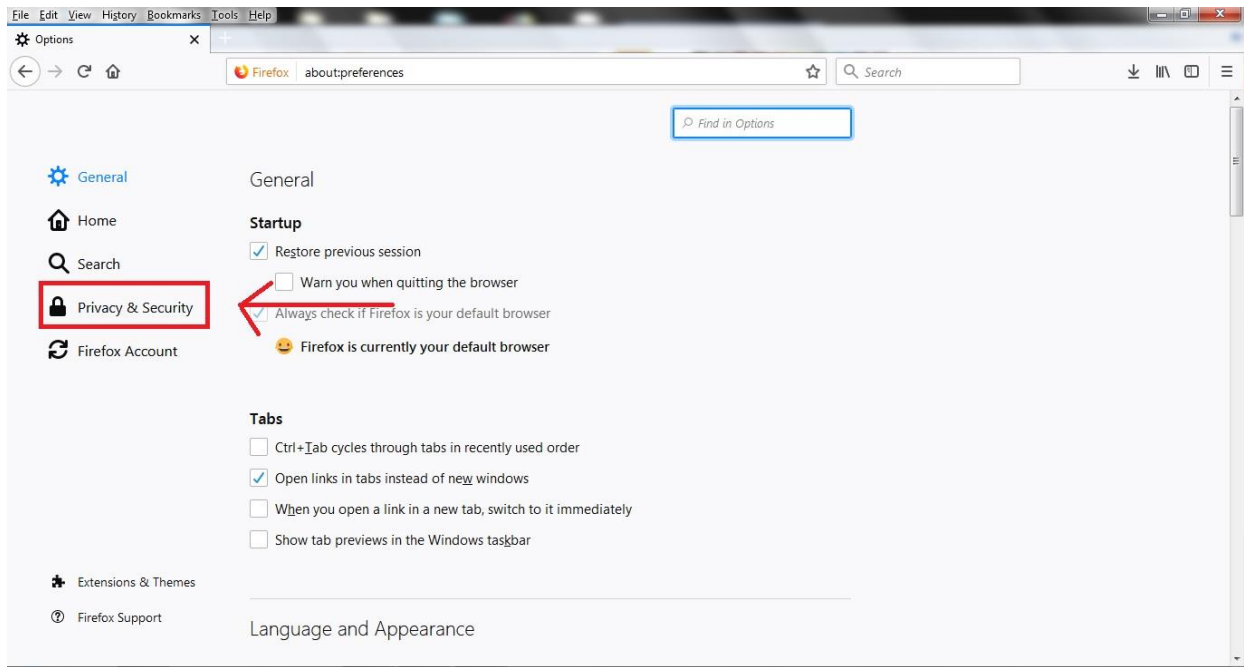 File Edit View History Bookmarks Tools Help
Options
Firefox about:preferences Search
Find in Options
General
Home
Search
Privacy & Security
Firefox Account
Extensions & Themes
Firefox Support
General
Startup
Restore previous session
Warn you when quitting the browser
Always check if Firefox is your default browser
Firefox is currently your default browser
Tabs
Ctrl+Tab cycles through tabs in recently used order
Open links in tabs instead of new windows
When you open a link in a new tab, switch to it immediately
Show tab previews in the Windows taskbar
Language and Appearance